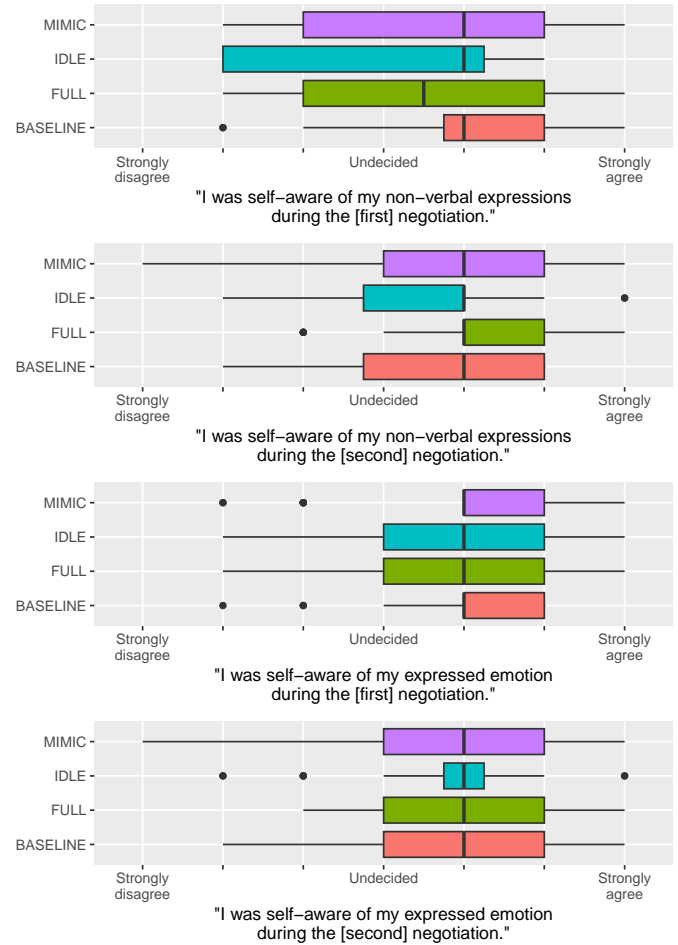 MIMIC
IDLE
FULL
BASELINE
Strongly
disagree
Undecided
Strongly
agree
"I was self−aware of my non−verbal expressions
during the [first] negotiation."
MIMIC
IDLE
FULL
BASELINE
Strongly
disagree
Undecided
Strongly
agree
"I was self−aware of my non−verbal expressions
during the [second] negotiation."
MIMIC
IDLE
FULL
BASELINE
Strongly
disagree
Undecided
Strongly
agree
"I was self−aware of my expressed emotion
during the [first] negotiation."
MIMIC
IDLE
FULL
BASELINE
Strongly
disagree
Undecided
Strongly
agree
"I was self−aware of my expressed emotion
during the [second] negotiation."